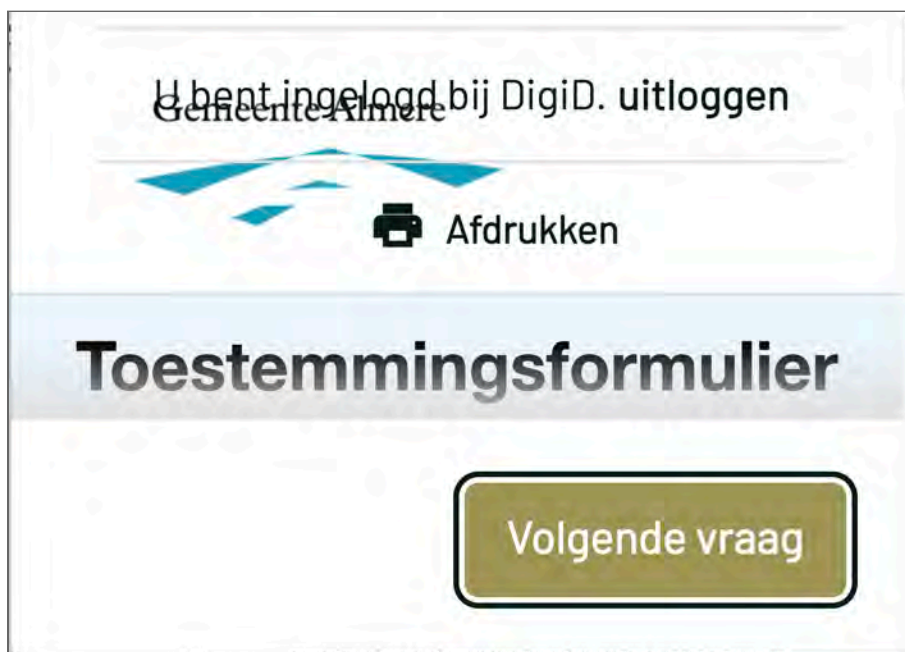 U bent ingelogd bij DigiD. uitloggen
Gemeente Almere
Afdrukken
Toestemmingsformulier
Volgende vraag